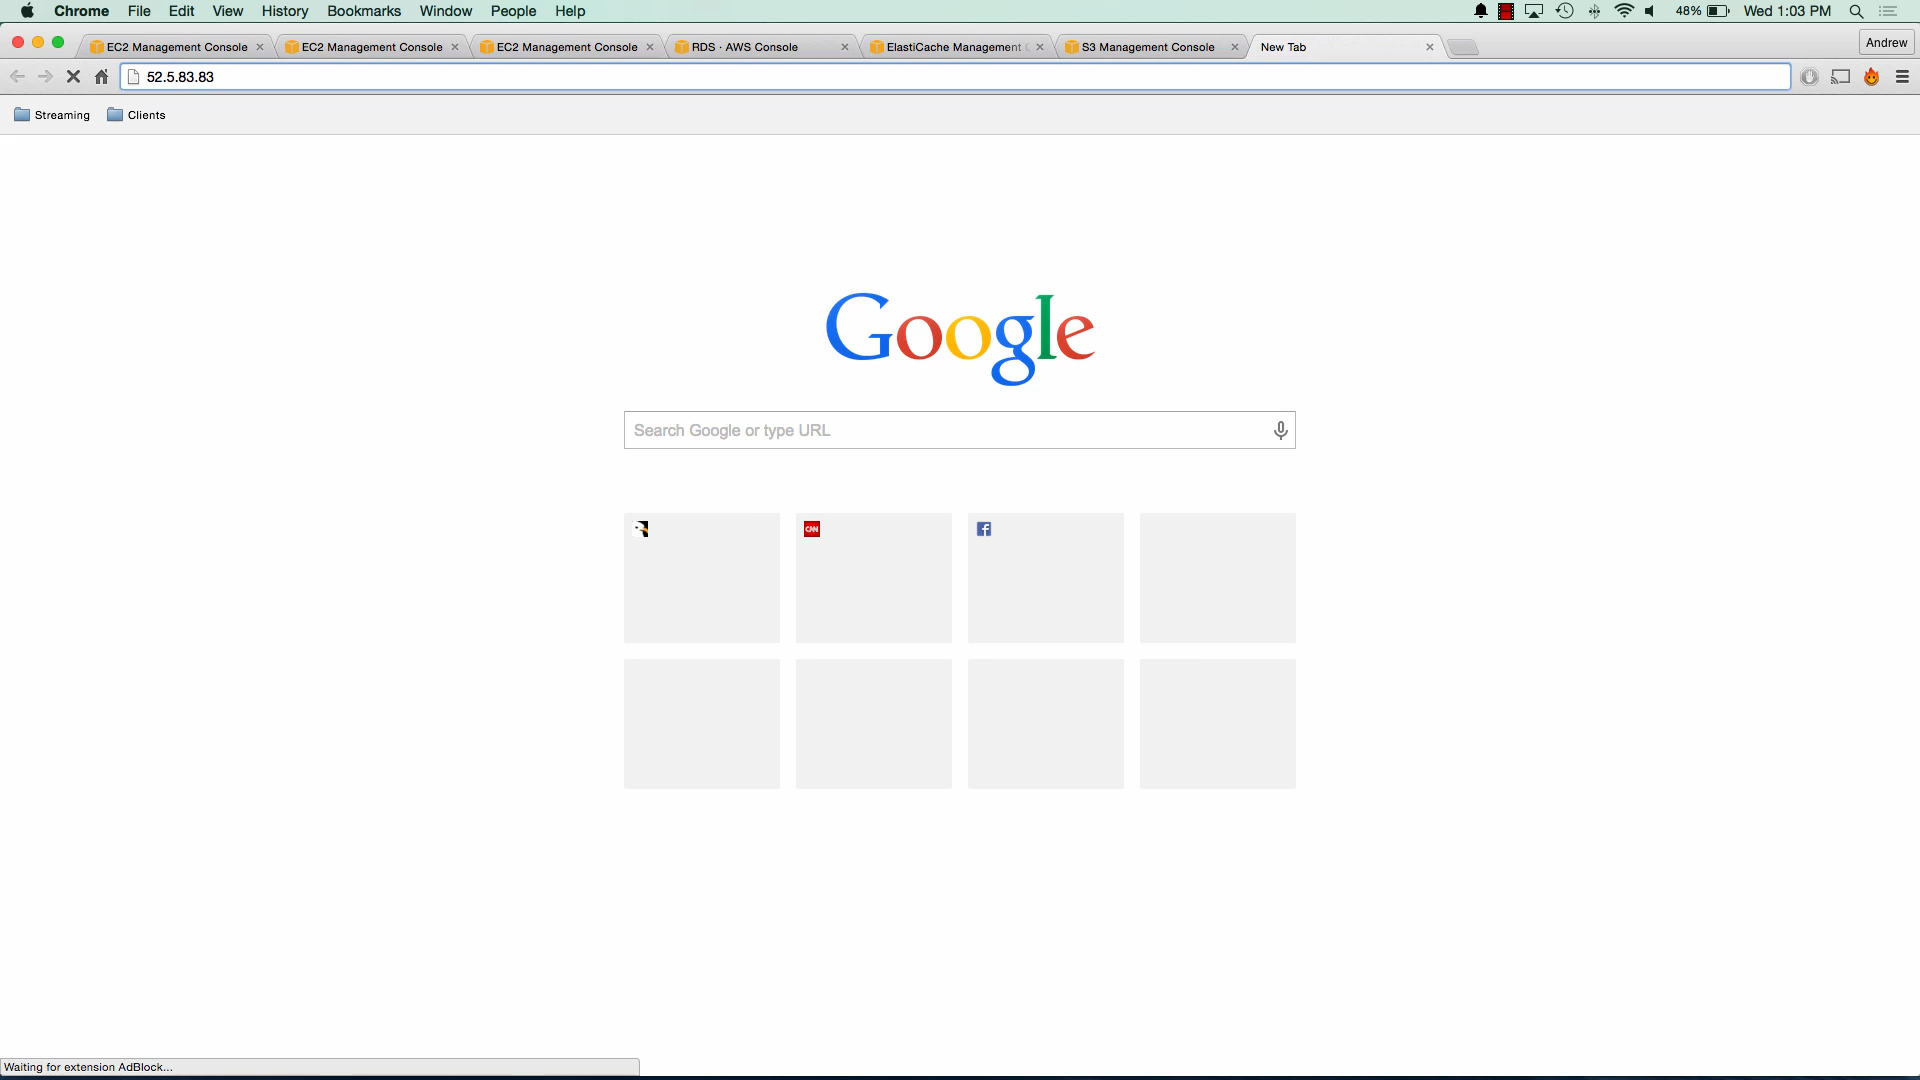 Chrome File Edit View History Bookmarks Window People Help 48% Wed 1:03 PM
EC2 Management Console EC2 Management Console EC2 Management Console RDS · AWS Console ElastiCache Management S3 Management Console New Tab Andrew
52.5.83.83
Streaming Clients
Google
Search Google or type URL
CNN
f
Waiting for extension AdBlock...